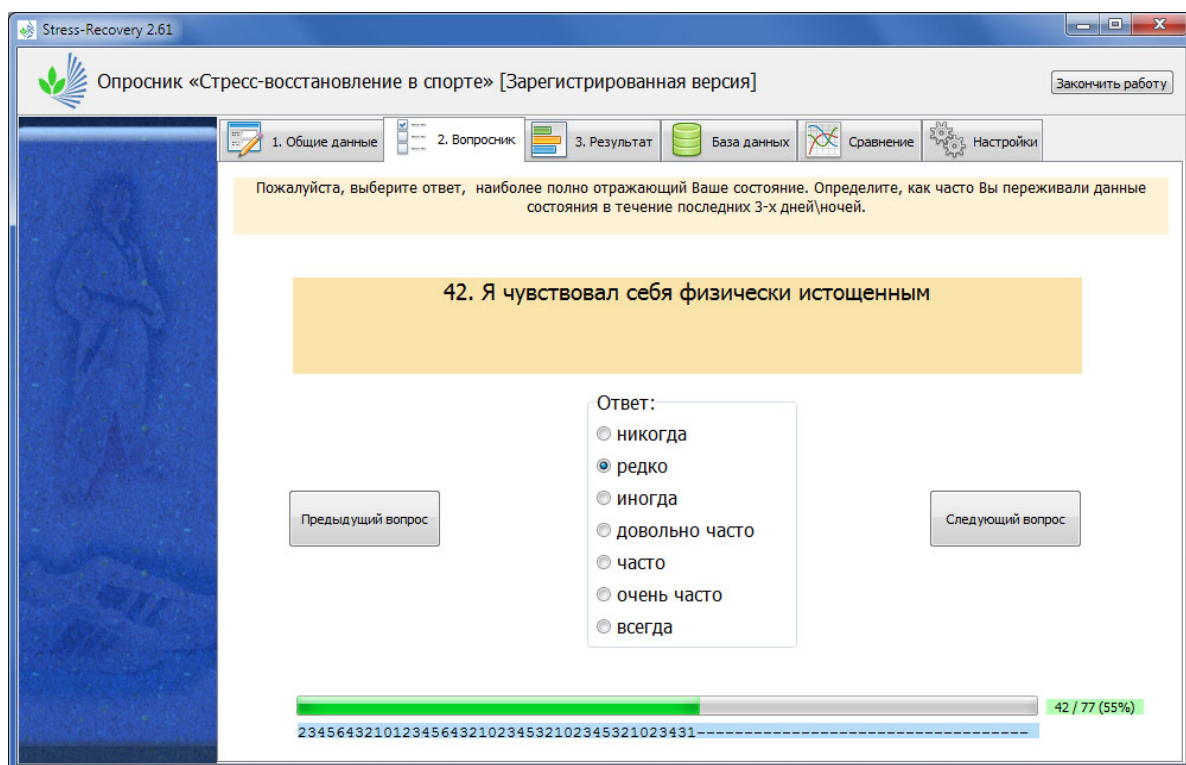 Stress-Recovery 2.61
Опросник «Стресс-восстановление в спорте» [Зарегистрированная версия]
Закончить работу
1. Общие данные
2. Вопросник
3. Результат
База данных
Сравнение
Настройки
Пожалуйста, выберите ответ, наиболее полно отражающий Ваше состояние. Определите, как часто Вы переживали данные
состояния в течение последних 3-х дней\ночей.
42. Я чувствовал себя физически истощенным
Ответ:
никогда
редко
иногда
довольно часто
часто
очень часто
всегда
Предыдущий вопрос
Следующий вопрос
42 / 77 (55%)
234564321012345643210234532102345321023431-----------------------------------